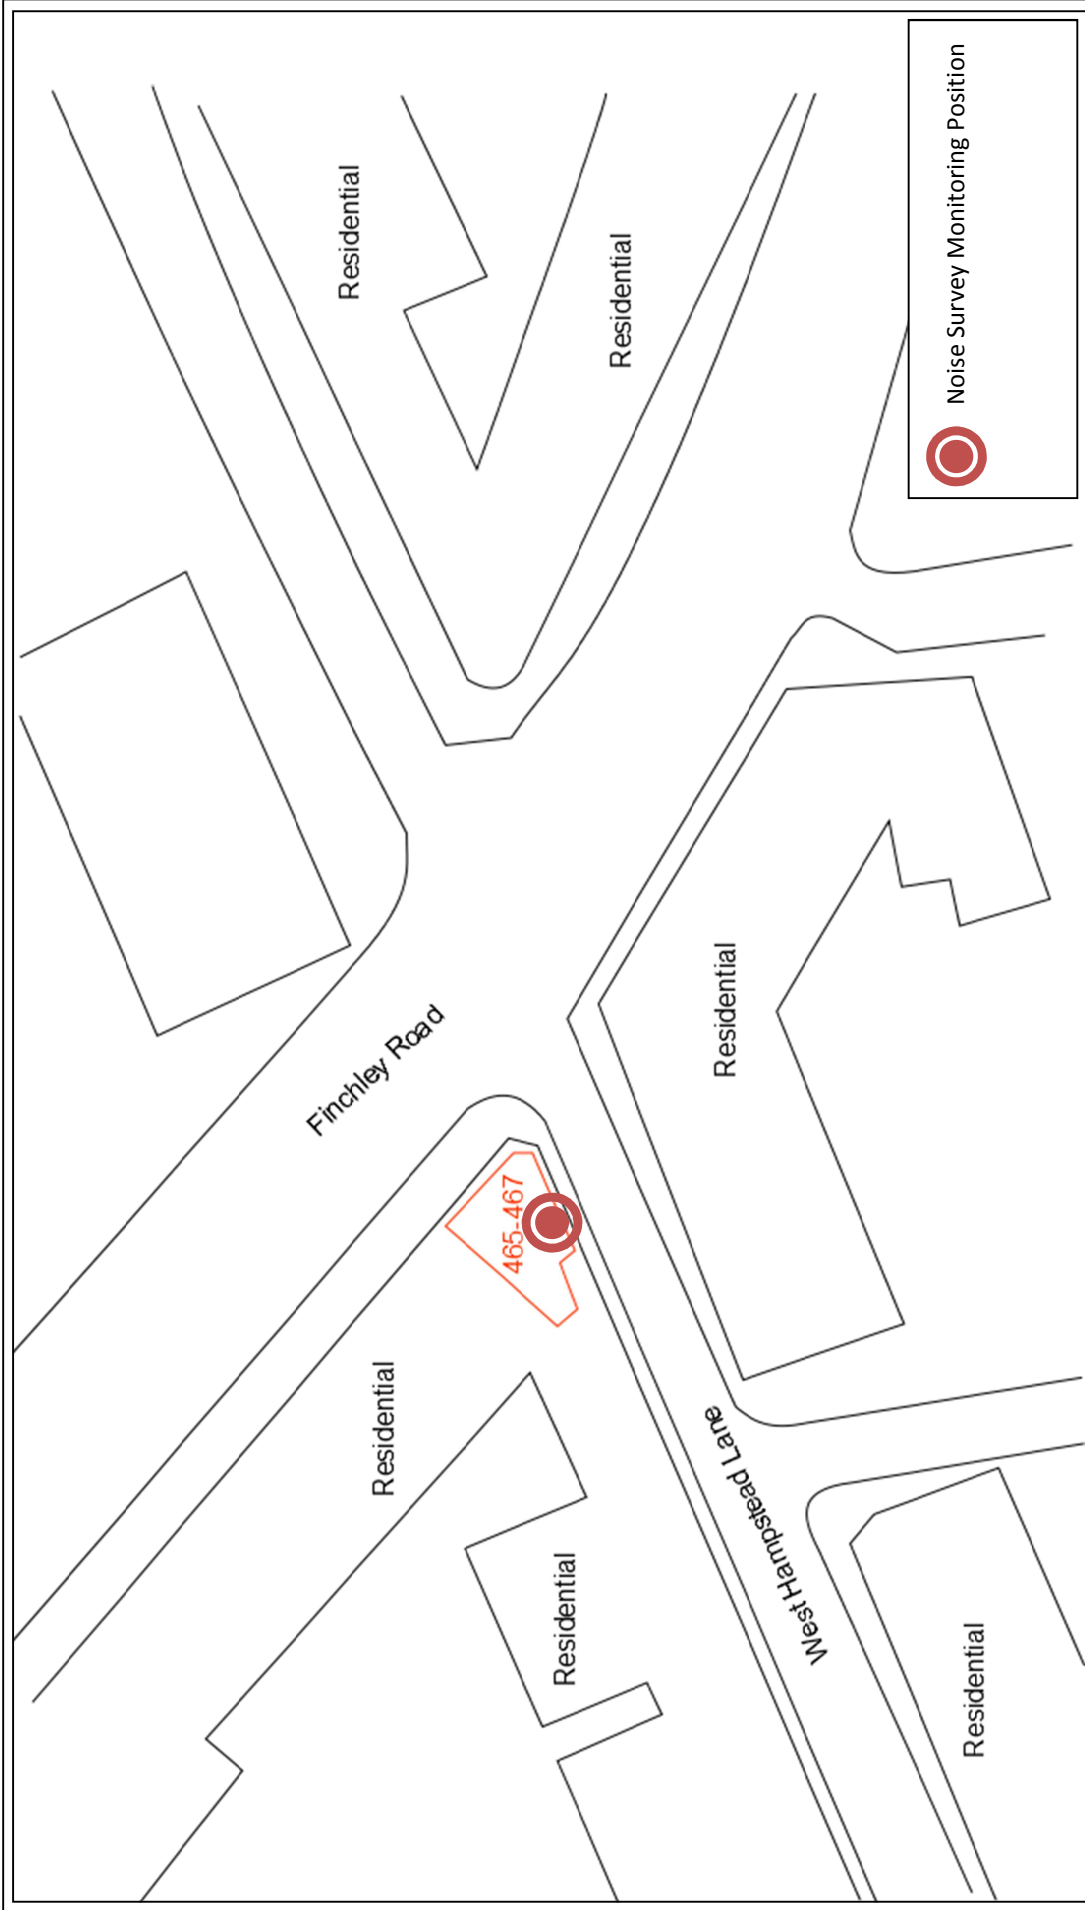 Residential
Residential
Noise Survey Monitoring Position
Finchley Road
465-467
Residential
Residential
Residential
West Hampstead Lane
Residential